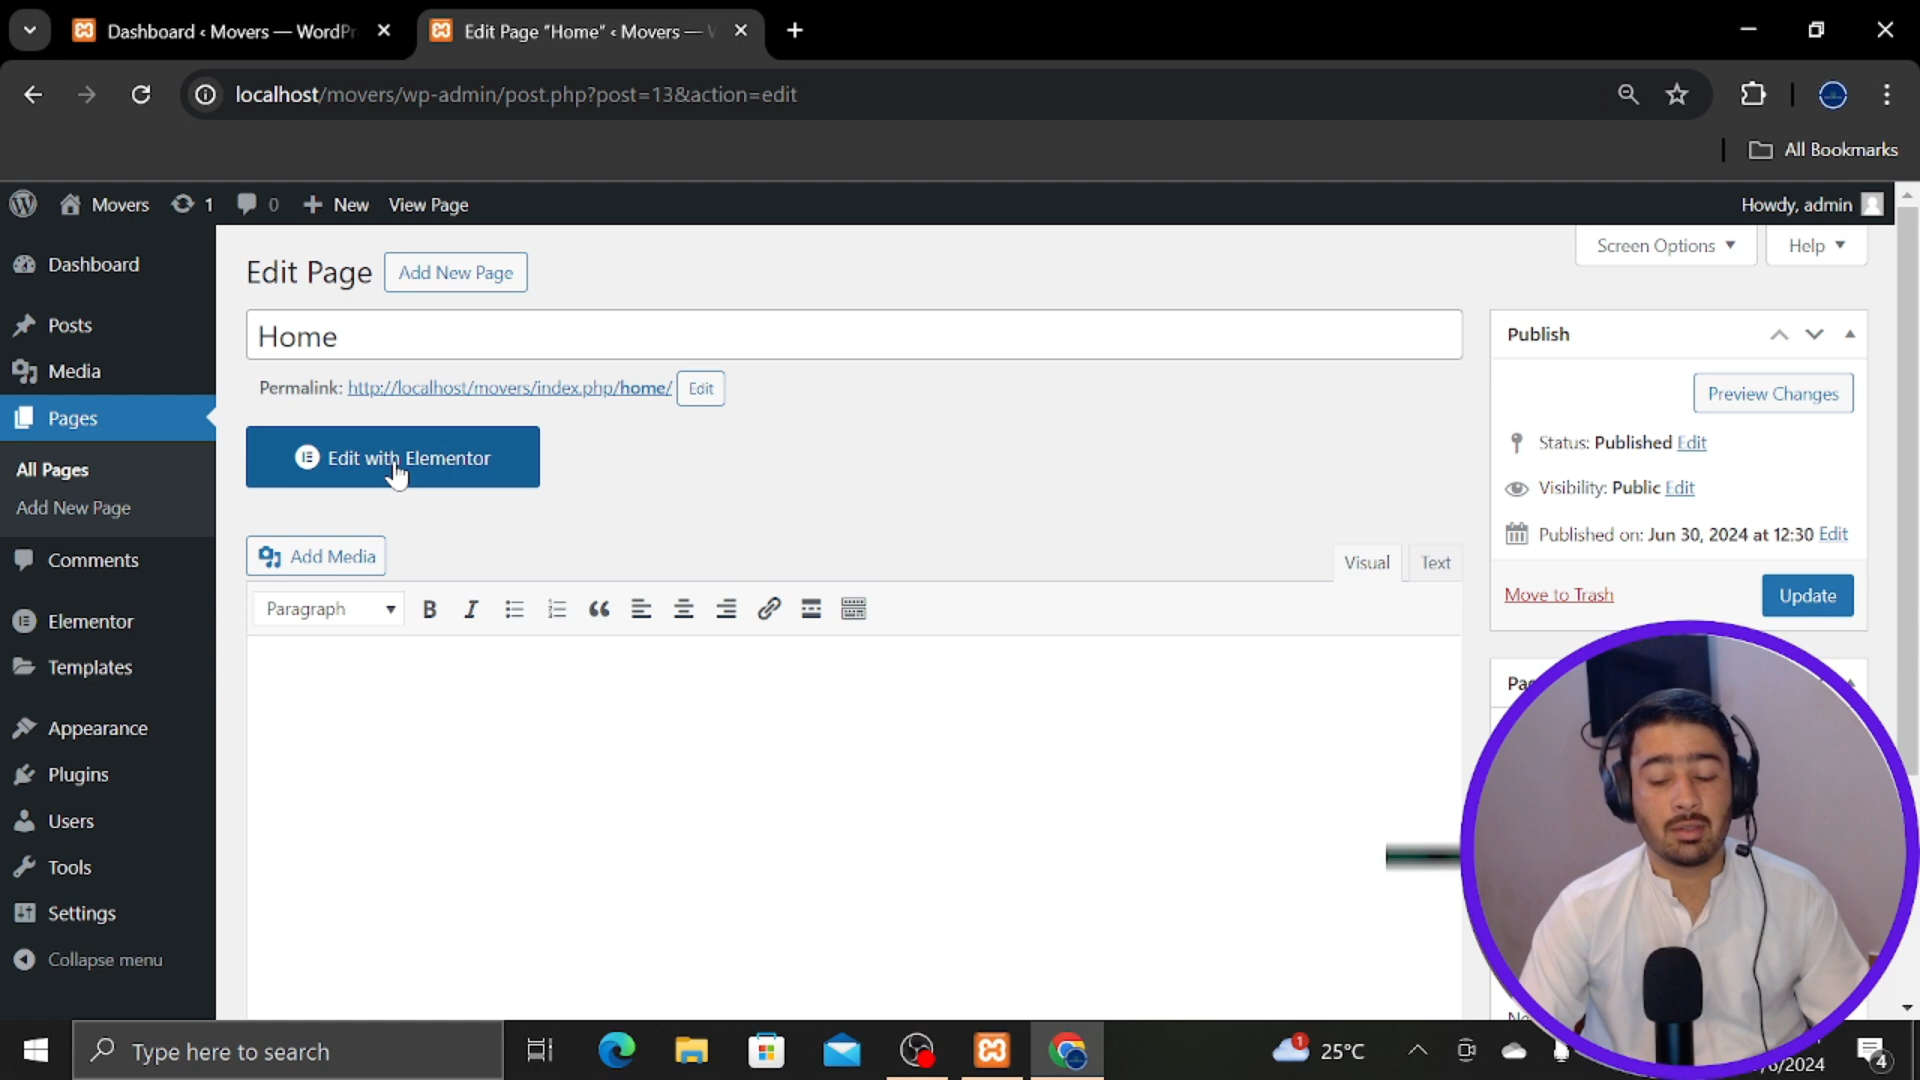 Dashboard ‹ Movers — WordPr
Edit Page "Home" ‹ Movers —
localhost/movers/wp-admin/post.php?post=13&action=edit
All Bookmarks
Movers
1
0
New
View Page
Howdy, admin
Dashboard
Posts
Media
Pages
All Pages
Add New Page
Comments
Elementor
Templates
Appearance
Plugins
Users
Tools
Settings
Collapse menu
Screen Options
Help
Edit Page
Add New Page
Home
Permalink: http://localhost/movers/index.php/home/
Edit
Edit with Elementor
Add Media
Visual
Text
Paragraph
B
I
Publish
Preview Changes
Status: Published Edit
Visibility: Public Edit
Published on: Jun 30, 2024 at 12:30 Edit
Move to Trash
Update
Type here to search
1
25°C
/6/2024
4